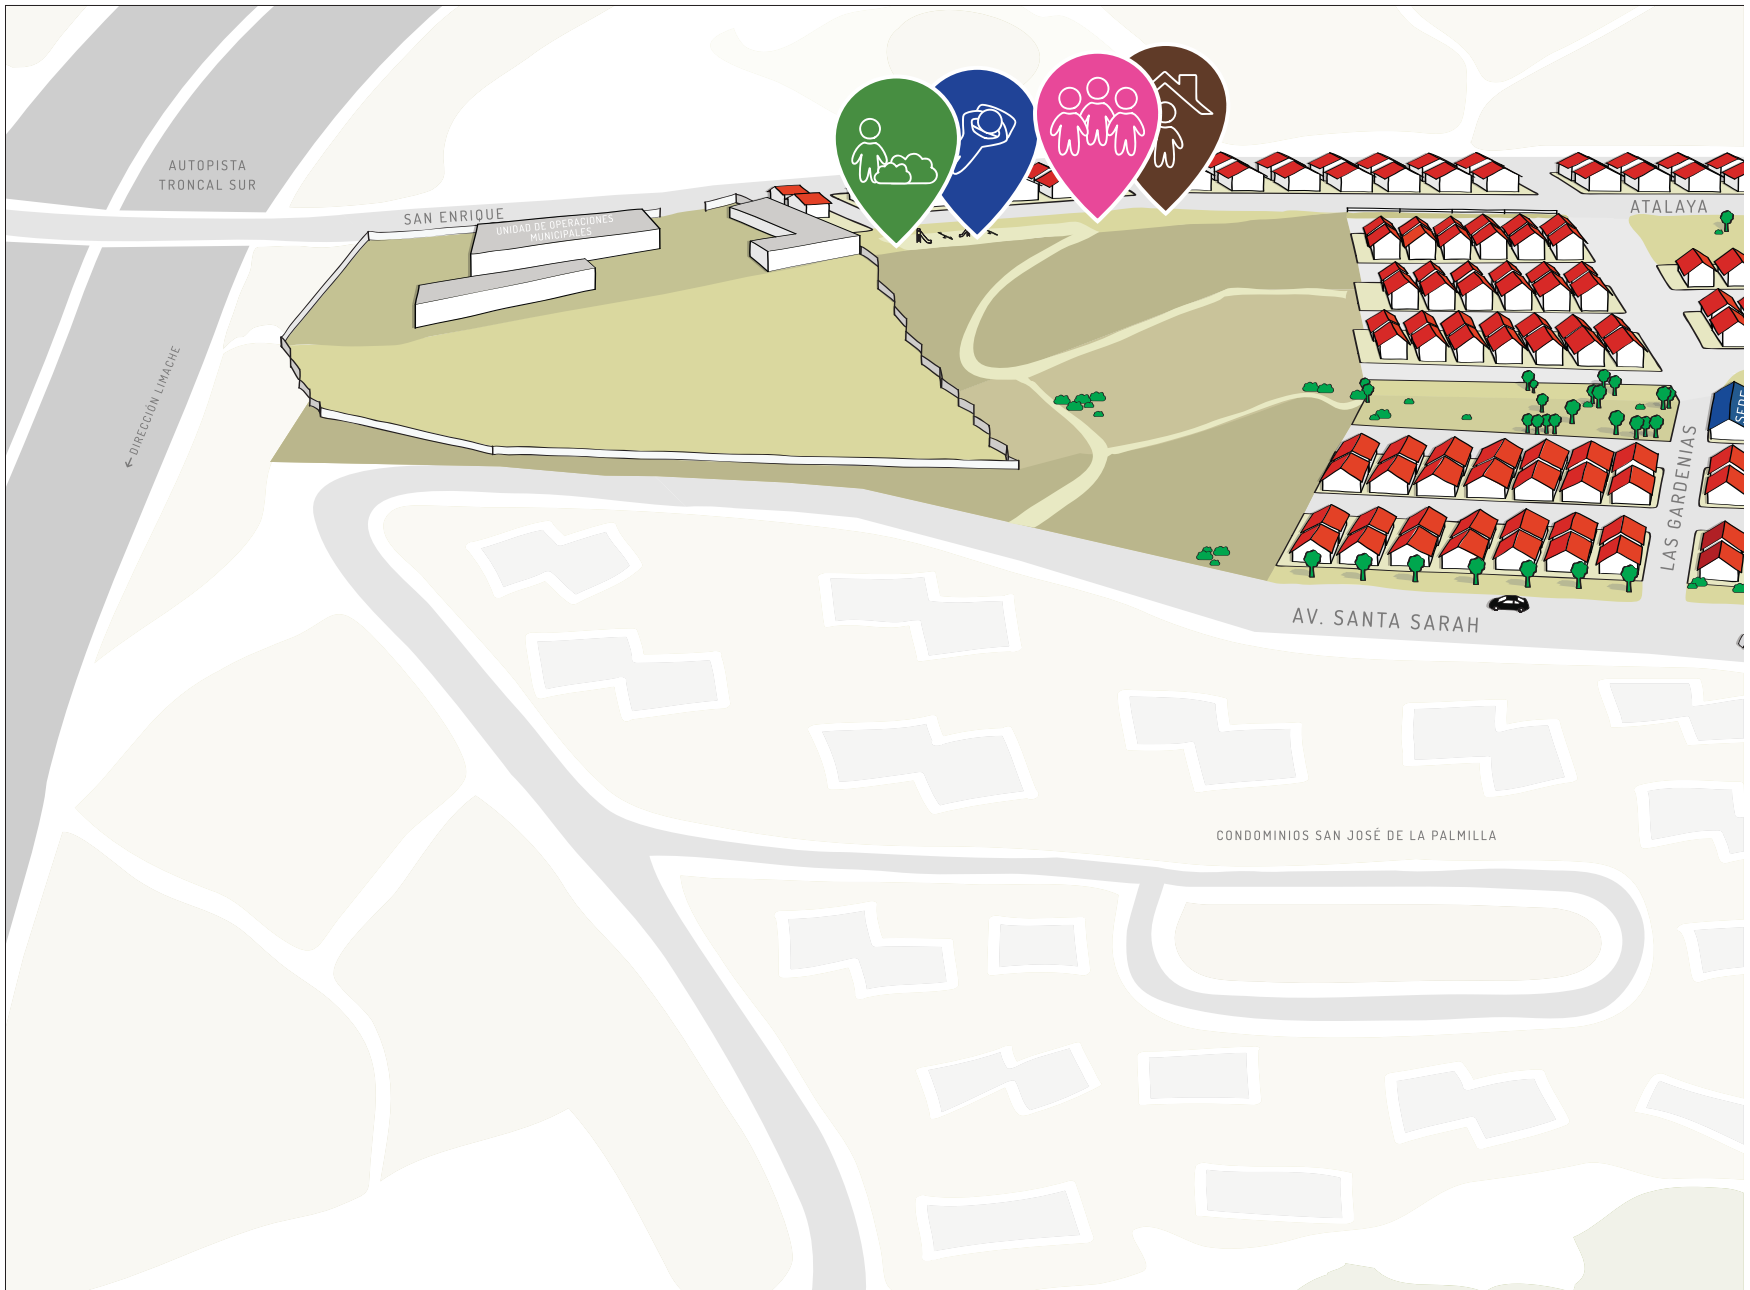 AUTOPISTA
TRONCAL SUR
SAN ENRIQUE
UNIDAD DE OPERACIONES
MUNICIPALES
ATALAYA
← DIRECCIÓN LIMACHE
SEDE
LAS GARDENIAS
AV. SANTA SARAH
CONDOMINIOS SAN JOSÉ DE LA PALMILLA